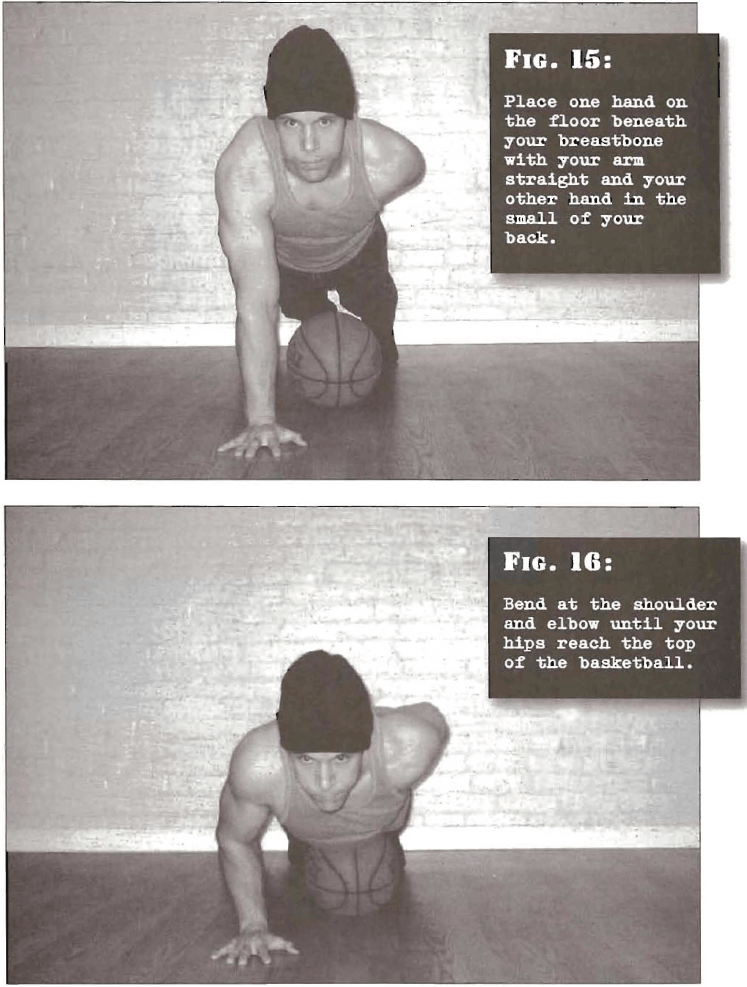 FIG. 15:
Place one hand on
the floor beneath
your breastbone
with your arm
straight and your
other hand in the
small of your
back.
FIG. 16:
Bend at the shoulder
and elbow until your
hips reach the top
of the basketball.